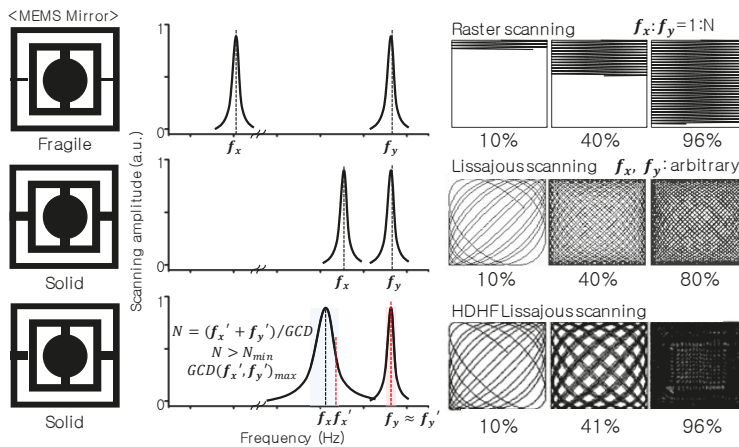 <MEMS Mirror>
Fragile
Solid
Solid
Scanning amplitude (a.u.)
1
0
f_x
f_y
1
0
f_x
f_y
1
0
N = (f_x' + f_y')/GCD
N > N_min
GCD(f_x', f_y')_max
f_x f_x'
f_y ≈ f_y'
Frequency (Hz)
Raster scanning f_x:f_y=1:N
10% 40% 96%
Lissajous scanning f_x, f_y: arbitrary
10% 40% 80%
HDHF Lissajous scanning
10% 41% 96%